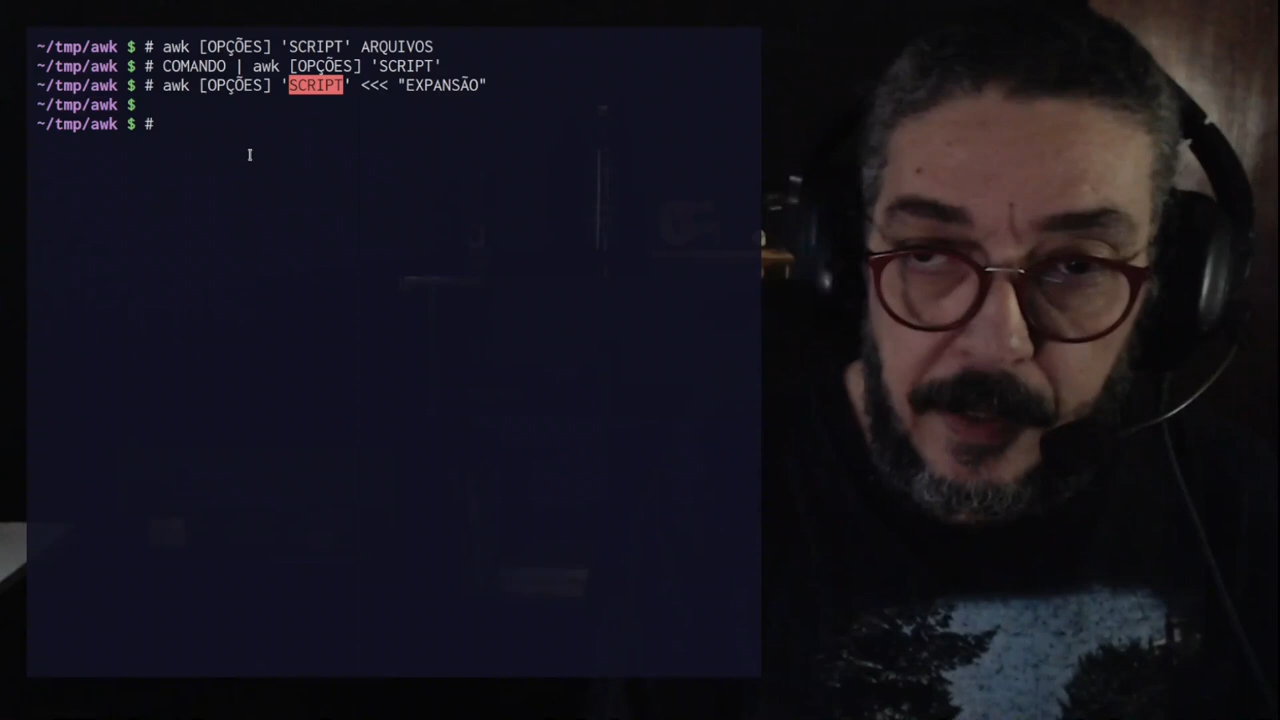 ~/tmp/awk $ # awk [OPÇÕES] 'SCRIPT' ARQUIVOS
~/tmp/awk $ # COMANDO | awk [OPÇÕES] 'SCRIPT'
~/tmp/awk $ # awk [OPÇÕES] 'SCRIPT' <<< "EXPANSÃO"
~/tmp/awk $
~/tmp/awk $ #